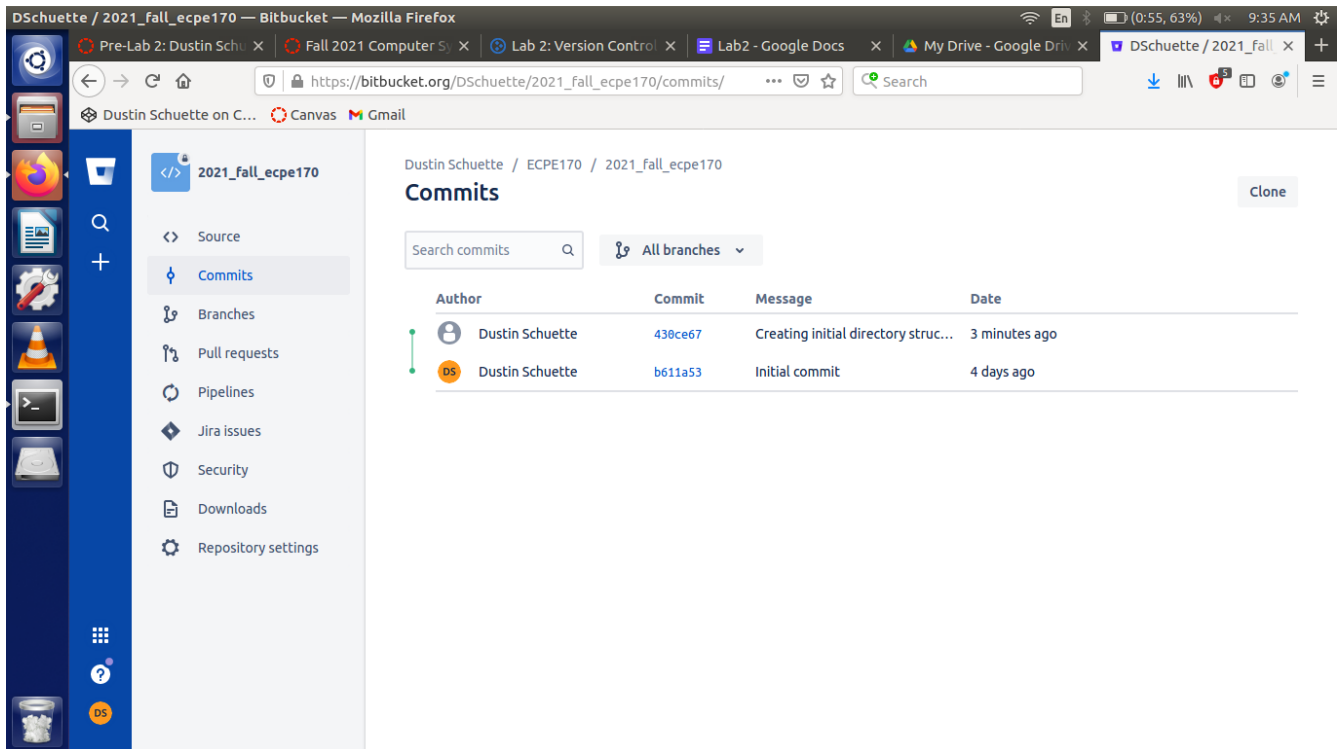 DSchuette / 2021_fall_ecpe170 — Bitbucket — Mozilla Firefox
En (0:55, 63%) 9:35 AM
Pre-Lab 2: Dustin Schu Fall 2021 Computer Sy Lab 2: Version Control Lab2 - Google Docs My Drive - Google Driv DSchuette / 2021_fall
https://bitbucket.org/DSchuette/2021_fall_ecpe170/commits/ Search 5
Dustin Schuette on C... Canvas Gmail
2021_fall_ecpe170
Source
Commits
Branches
Pull requests
Pipelines
Jira issues
Security
Downloads
Repository settings
DS
Dustin Schuette / ECPE170 / 2021_fall_ecpe170
Commits
Clone
Search commits All branches
Author Commit Message Date
Dustin Schuette 430ce67 Creating initial directory struc... 3 minutes ago
DS Dustin Schuette b611a53 Initial commit 4 days ago